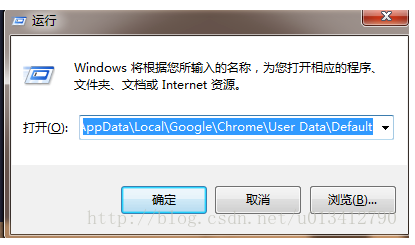 运行
Windows 将根据您所输入的名称，为您打开相应的程序、
文件夹、文档或 Internet 资源。
打开(O): \ppData\Local\Google\Chrome\User Data\Default
确定 取消 浏览(B)...
http://blog.csdn.net/u013412790